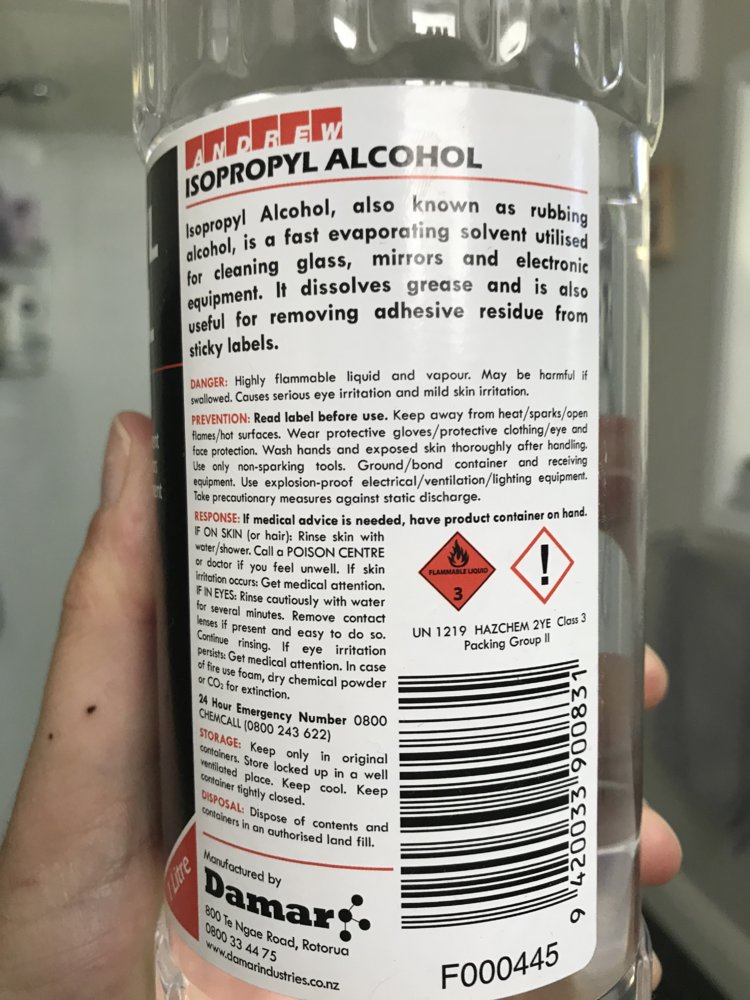 ANDREW
ISOPROPYL ALCOHOL
Isopropyl Alcohol, also known as rubbing
alcohol, is a fast evaporating solvent utilised
for cleaning glass, mirrors and electronic
equipment. It dissolves grease and is also
useful for removing adhesive residue from
sticky labels.
DANGER: Highly flammable liquid and vapour. May be harmful if
swallowed. Causes serious eye irritation and mild skin irritation.
PREVENTION: Read label before use. Keep away from heat/sparks/open
flames/hot surfaces. Wear protective gloves/protective clothing/eye and
face protection. Wash hands and exposed skin thoroughly after handling.
Use only non-sparking tools. Ground/bond container and receiving
equipment. Use explosion-proof electrical/ventilation/lighting equipment.
Take precautionary measures against static discharge.
RESPONSE: If medical advice is needed, have product container on hand.
IF ON SKIN (or hair): Rinse skin with
water/shower. Call a POISON CENTRE
or doctor if you feel unwell. If skin
irritation occurs: Get medical attention.
IF IN EYES: Rinse cautiously with water
for several minutes. Remove contact
lenses if present and easy to do so.
Continue rinsing. If eye irritation
persists: Get medical attention. In case
of fire use foam, dry chemical powder
or CO₂ for extinction.
24 Hour Emergency Number 0800
CHEMCALL (0800 243 622)
STORAGE: Keep only in original
containers. Store locked up in a well
ventilated place. Keep cool. Keep
container tightly closed.
DISPOSAL: Dispose of contents and
containers in an authorised land fill.
FLAMMABLE LIQUID
3
!
UN 1219 HAZCHEM 2YE Class 3
Packing Group II
9 420033 900831
1 Litre
Manufactured by
Damar
800 Te Ngae Road, Rotorua
0800 33 44 75
www.damarindustries.co.nz
F000445